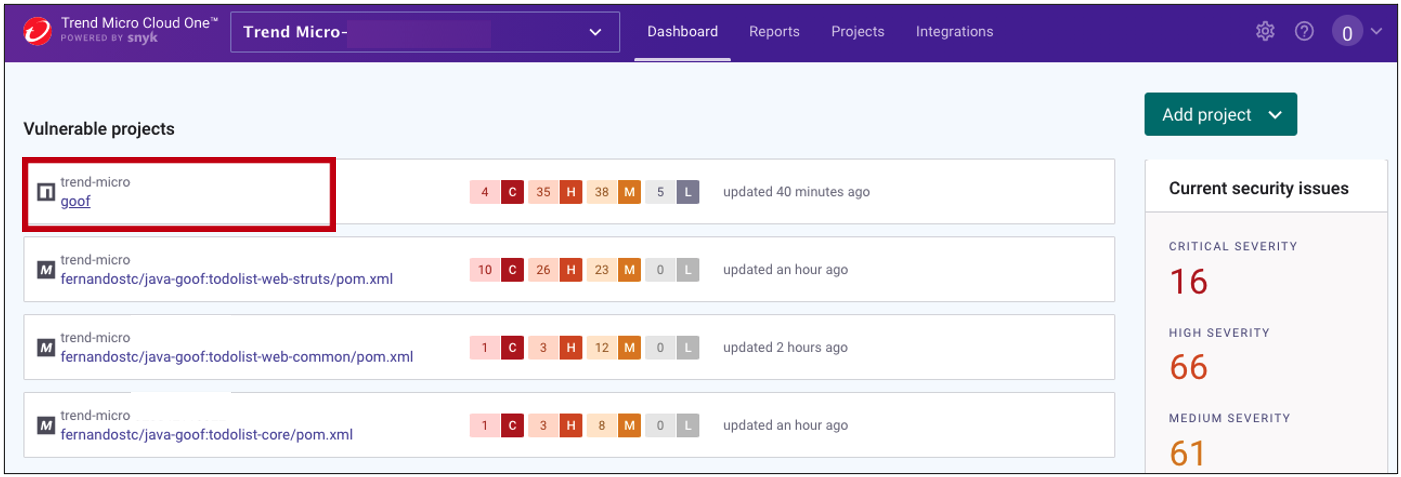 Trend Micro Cloud One™
POWERED BY snyk
Trend Micro-
Dashboard
Reports
Projects
Integrations
0
Add project
Vulnerable projects
trend-micro
goof
4 C 35 H 38 M 5 L
updated 40 minutes ago
M
trend-micro
fernandostc/java-goof:todolist-web-struts/pom.xml
10 C 26 H 23 M 0 L
updated an hour ago
M
trend-micro
fernandostc/java-goof:todolist-web-common/pom.xml
1 C 3 H 12 M 0 L
updated 2 hours ago
M
trend-micro
fernandostc/java-goof:todolist-core/pom.xml
1 C 3 H 8 M 0 L
updated an hour ago
Current security issues
CRITICAL SEVERITY
16
HIGH SEVERITY
66
MEDIUM SEVERITY
61